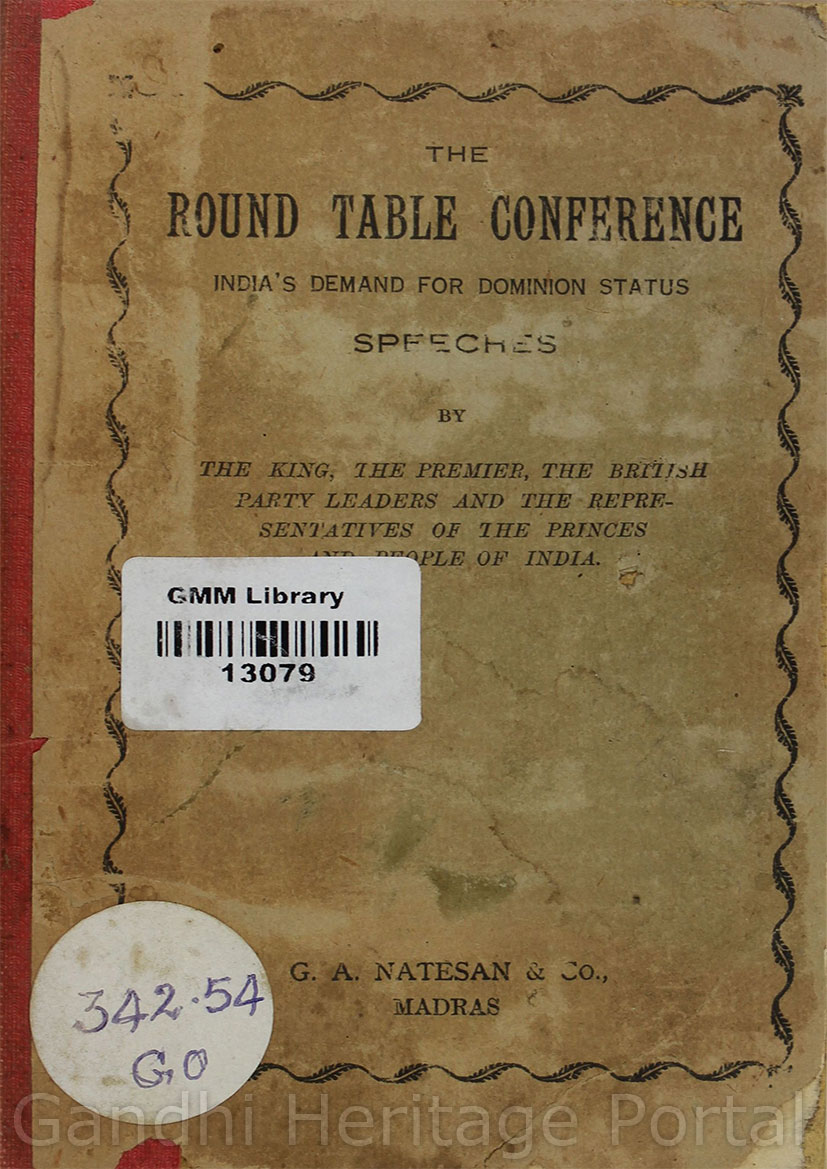 THE
ROUND TABLE CONFERENCE
INDIA'S DEMAND FOR DOMINION STATUS
SPEECHES
BY
THE KING, THE PREMIER, THE BRITISH
PARTY LEADERS AND THE REPRE-
SENTATIVES OF THE PRINCES
AND PEOPLE OF INDIA.
GMM Library
13079
G. A. NATESAN & Co.,
MADRAS
342.54
GO
Gandhi Heritage Portal